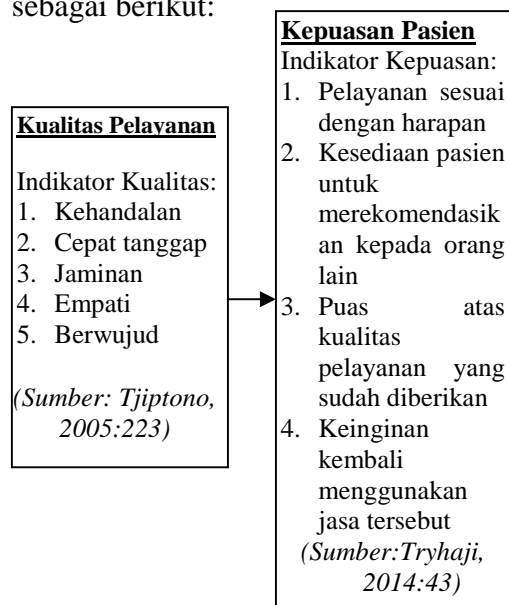 sebagai berikut:
Kualitas Pelayanan
Indikator Kualitas:
1. Kehandalan
2. Cepat tanggap
3. Jaminan
4. Empati
5. Berwujud
(Sumber: Tjiptono,
2005:223)
Kepuasan Pasien
Indikator Kepuasan:
1. Pelayanan sesuai
dengan harapan
2. Kesediaan pasien
untuk
merekomendasik
an kepada orang
lain
3. Puas atas
kualitas
pelayanan yang
sudah diberikan
4. Keinginan
kembali
menggunakan
jasa tersebut
(Sumber:Tryhaji,
2014:43)